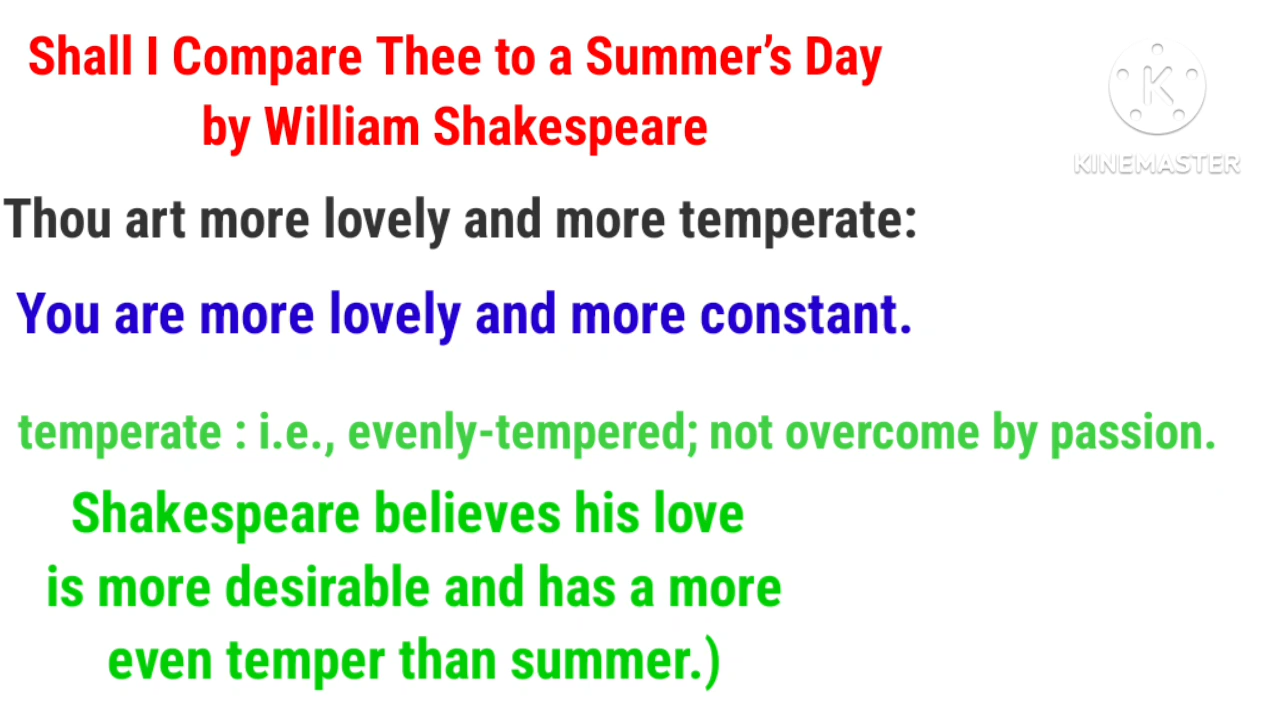 Shall I Compare Thee to a Summer’s Day
by William Shakespeare
K
KINEMASTER
Thou art more lovely and more temperate:
You are more lovely and more constant.
temperate : i.e., evenly-tempered; not overcome by passion.
Shakespeare believes his love
is more desirable and has a more
even temper than summer.)